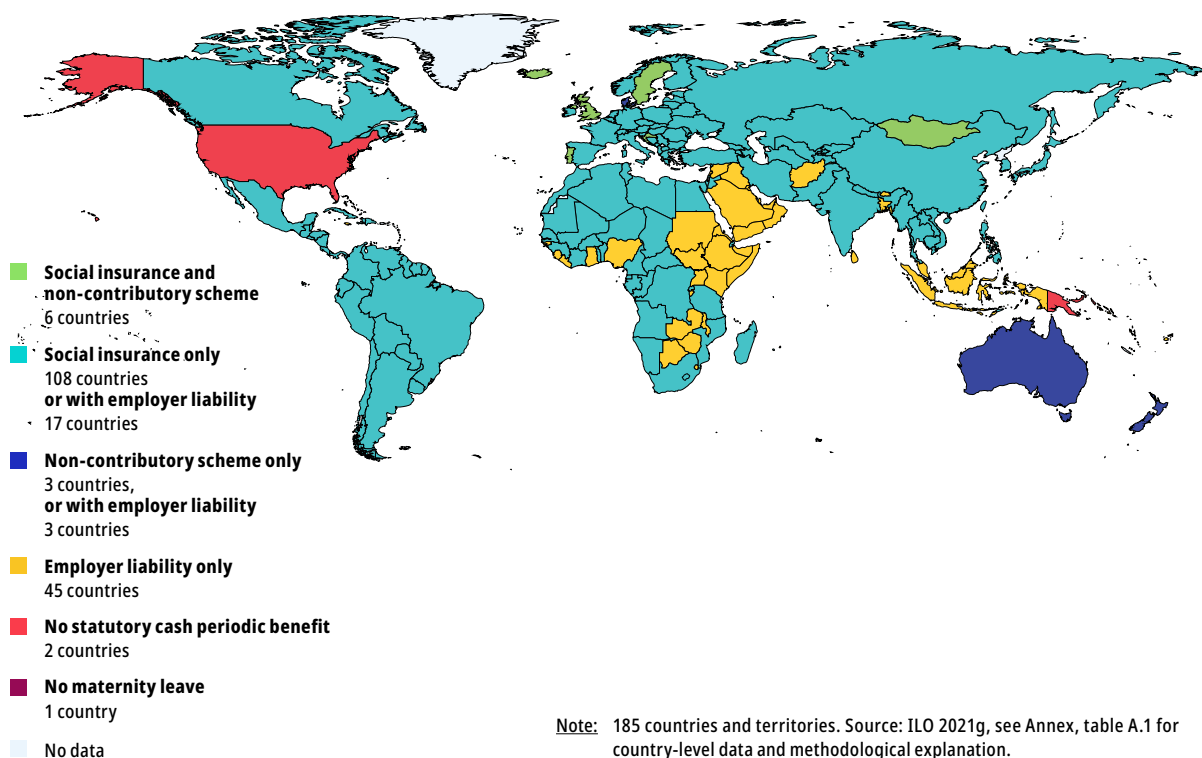 Social insurance and
non-contributory scheme
6 countries
Social insurance only
108 countries
or with employer liability
17 countries
Non-contributory scheme only
3 countries,
or with employer liability
3 countries
Employer liability only
45 countries
No statutory cash periodic benefit
2 countries
No maternity leave
1 country
No data
Note: 185 countries and territories. Source: ILO 2021g, see Annex, table A.1 for
country-level data and methodological explanation.